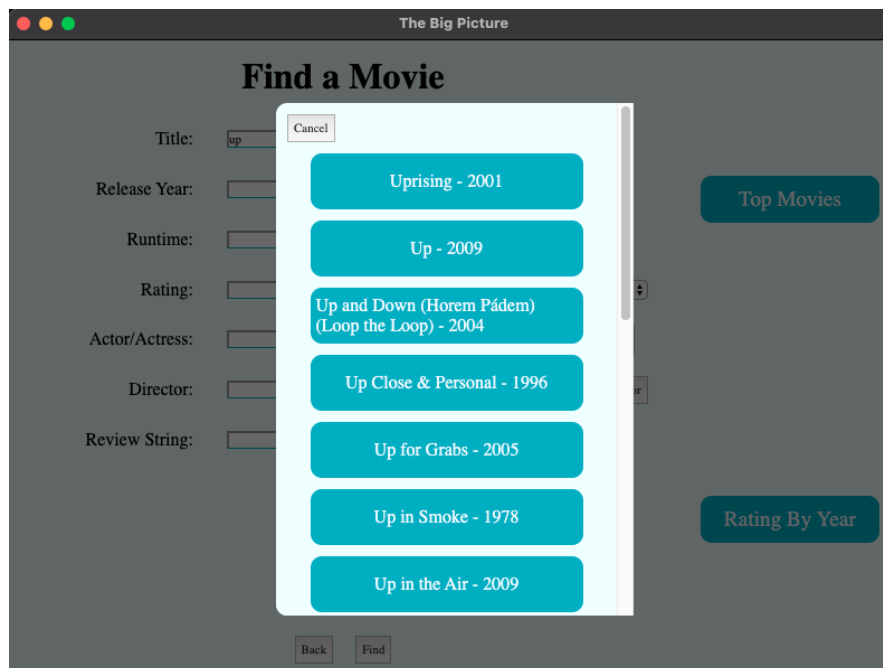 The Big Picture
Find a Movie
Title:
up
Release Year:
Runtime:
Rating:
Actor/Actress:
Director:
or
Review String:
Cancel
Uprising - 2001
Up - 2009
Up and Down (Horem Pádem)
(Loop the Loop) - 2004
Up Close & Personal - 1996
Up for Grabs - 2005
Up in Smoke - 1978
Up in the Air - 2009
Top Movies
Rating By Year
Back
Find